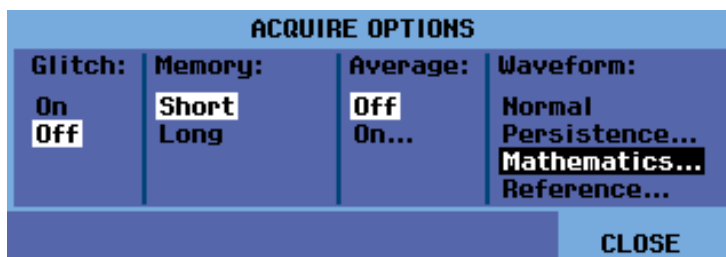 ACQUIRE OPTIONS
Glitch: Memory: Average: Waveform:
On Short Off Normal
Off Long On... Persistence...
Mathematics...
Reference...
CLOSE